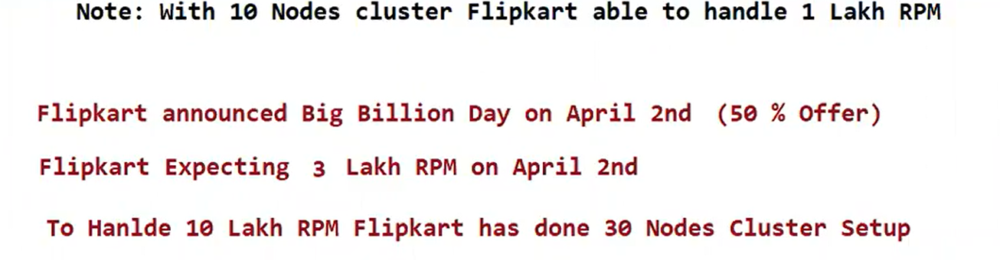 Note: With 10 Nodes cluster Flipkart able to handle 1 Lakh RPM
Flipkart announced Big Billion Day on April 2nd (50 % Offer)
Flipkart Expecting 3 Lakh RPM on April 2nd
To Hanlde 10 Lakh RPM Flipkart has done 30 Nodes Cluster Setup